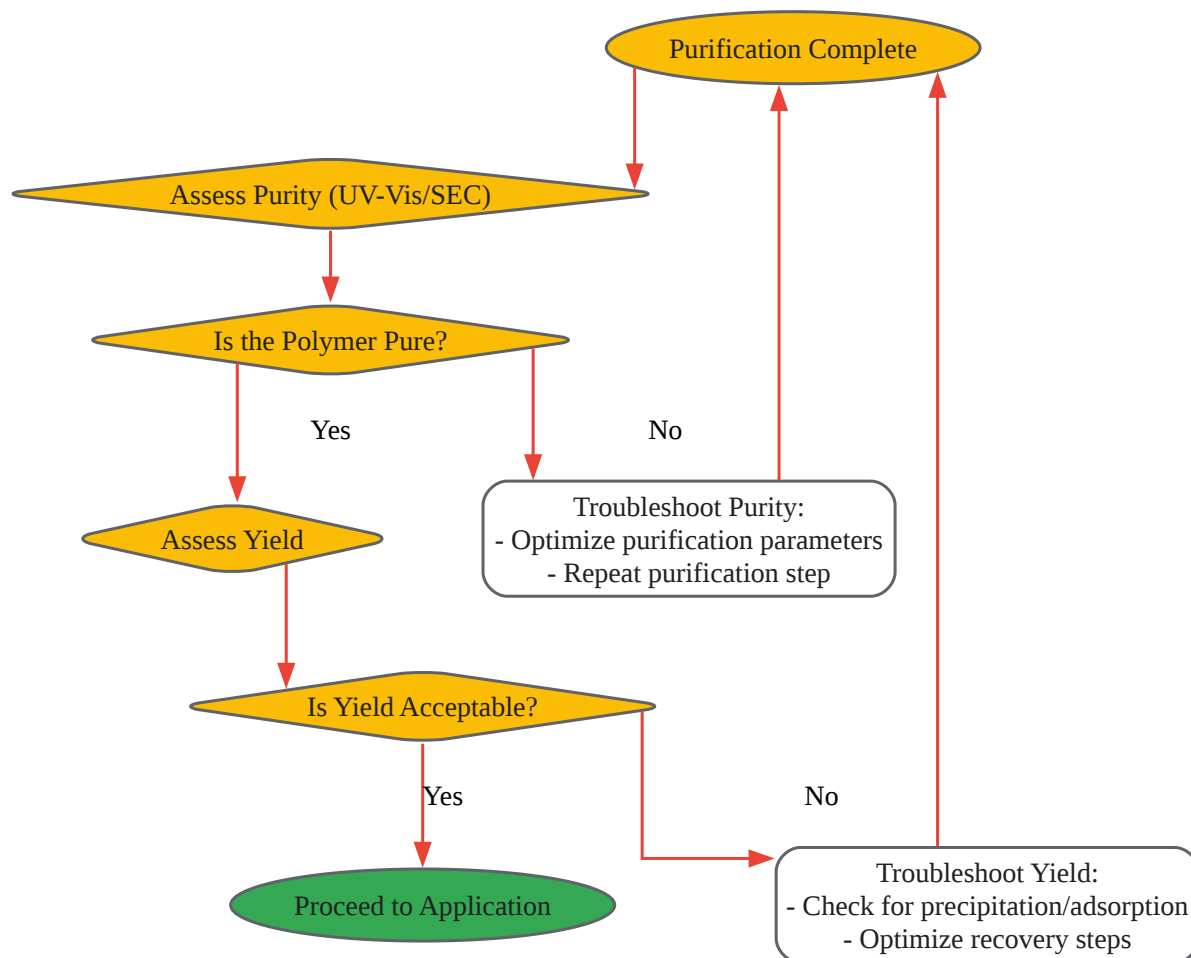 Purification Complete
Assess Purity (UV-Vis/SEC)
Is the Polymer Pure?
Yes
No
Troubleshoot Purity:
- Optimize purification parameters
- Repeat purification step
Assess Yield
Is Yield Acceptable?
Yes
No
Proceed to Application
Troubleshoot Yield:
- Check for precipitation/adsorption
- Optimize recovery steps